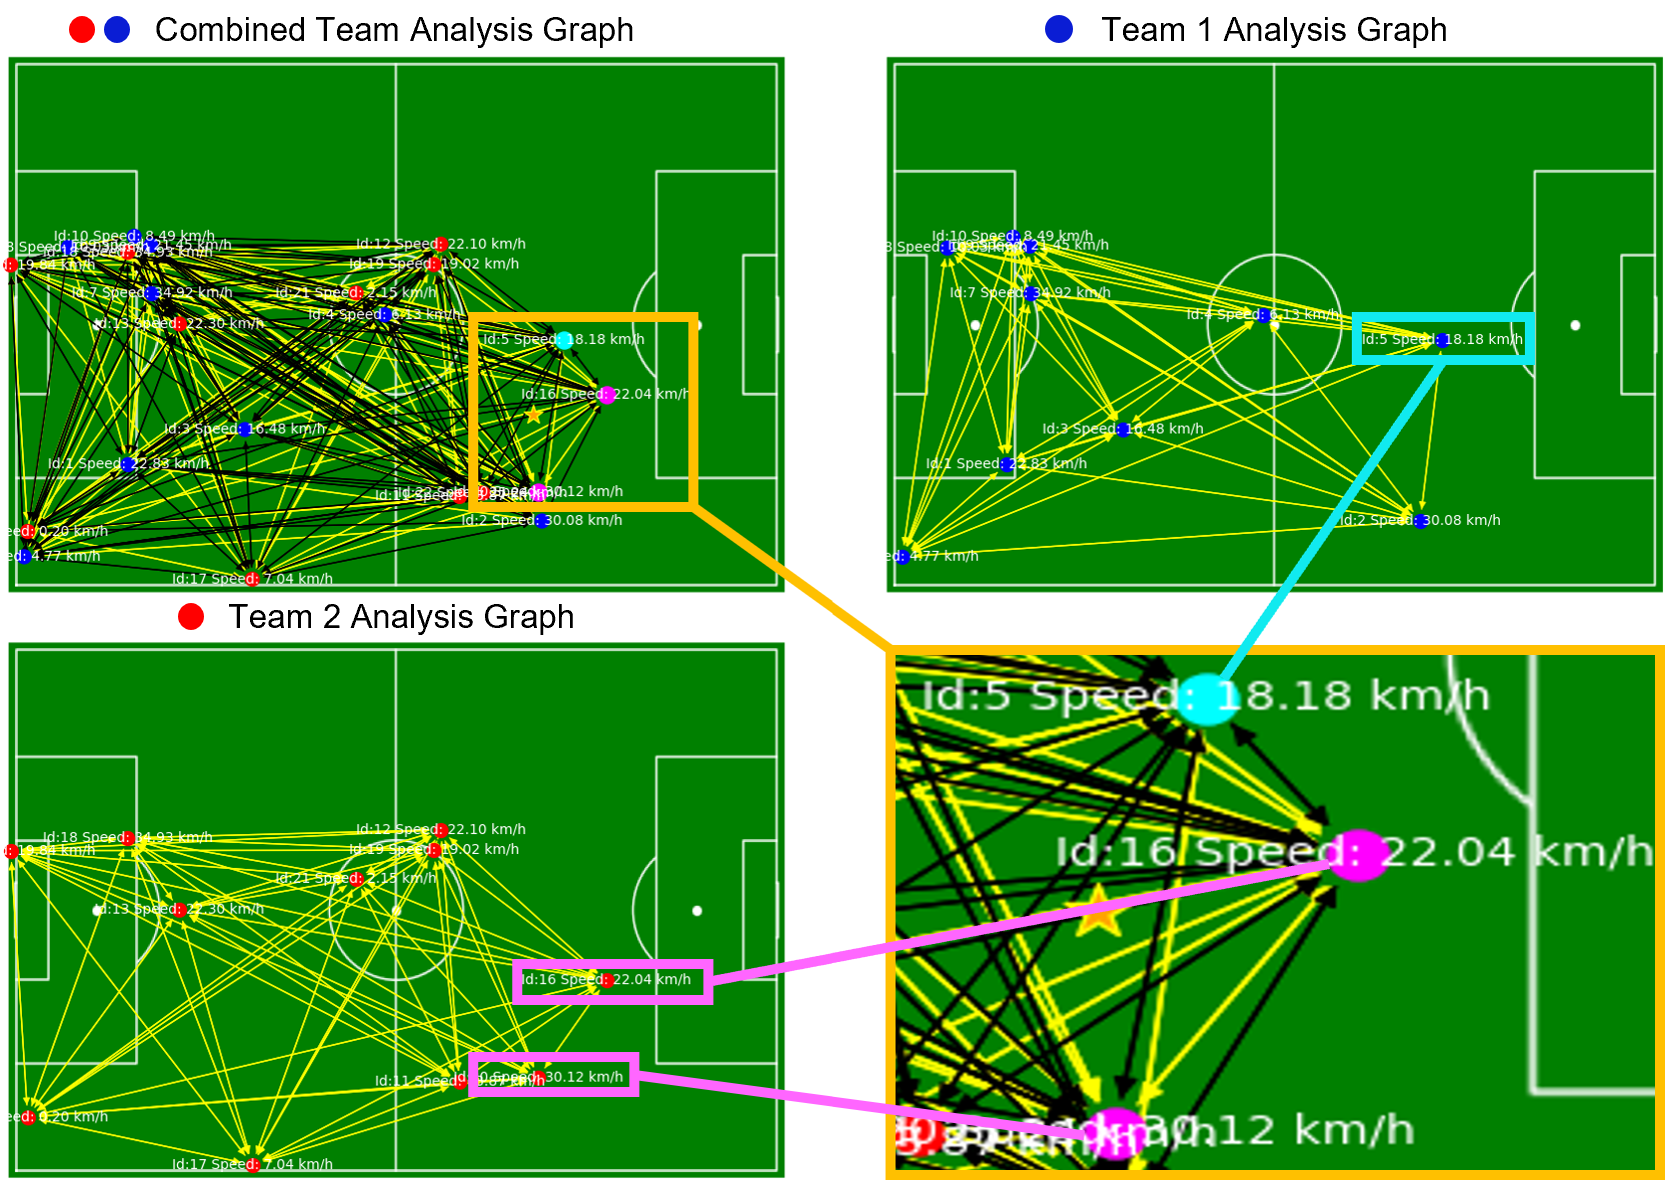 Combined Team Analysis Graph
Id:10 Speed: 8.49 km/h
Id:12 Speed: 22.10 km/h
Id:19 Speed: 19.02 km/h
Id:7 Speed: 34.92 km/h
Id:21 Speed: 2.15 km/h
Id:4 Speed: 6.13 km/h
Id:13 Speed: 22.30 km/h
Id:5 Speed: 18.18 km/h
Id:16 Speed: 22.04 km/h
Id:3 Speed: 16.48 km/h
Id:1 Speed: 22.83 km/h
30.12 km/h
Id:2 Speed: 30.08 km/h
0.20 km/h
4.77 km/h
Id:17 Speed: 7.04 km/h
Team 1 Analysis Graph
Id:10 Speed: 8.49 km/h
21.45 km/h
Id:7 Speed: 34.92 km/h
Id:4 Speed: 6.13 km/h
Id:5 Speed: 18.18 km/h
Id:3 Speed: 16.48 km/h
Id:1 Speed: 22.83 km/h
Id:2 Speed: 30.08 km/h
4.77 km/h
Team 2 Analysis Graph
Id:12 Speed: 22.10 km/h
Id:18 Speed: 34.93 km/h
Id:19 Speed: 19.02 km/h
19.84 km/h
Id:21 Speed: 2.15 km/h
Id:13 Speed: 22.30 km/h
Id:16 Speed: 22.04 km/h
Id:11 Speed:
30.12 km/h
0.20 km/h
Id:17 Speed: 7.04 km/h
Id:5 Speed: 18.18 km/h
Id:16 Speed: 22.04 km/h
30.12 km/h